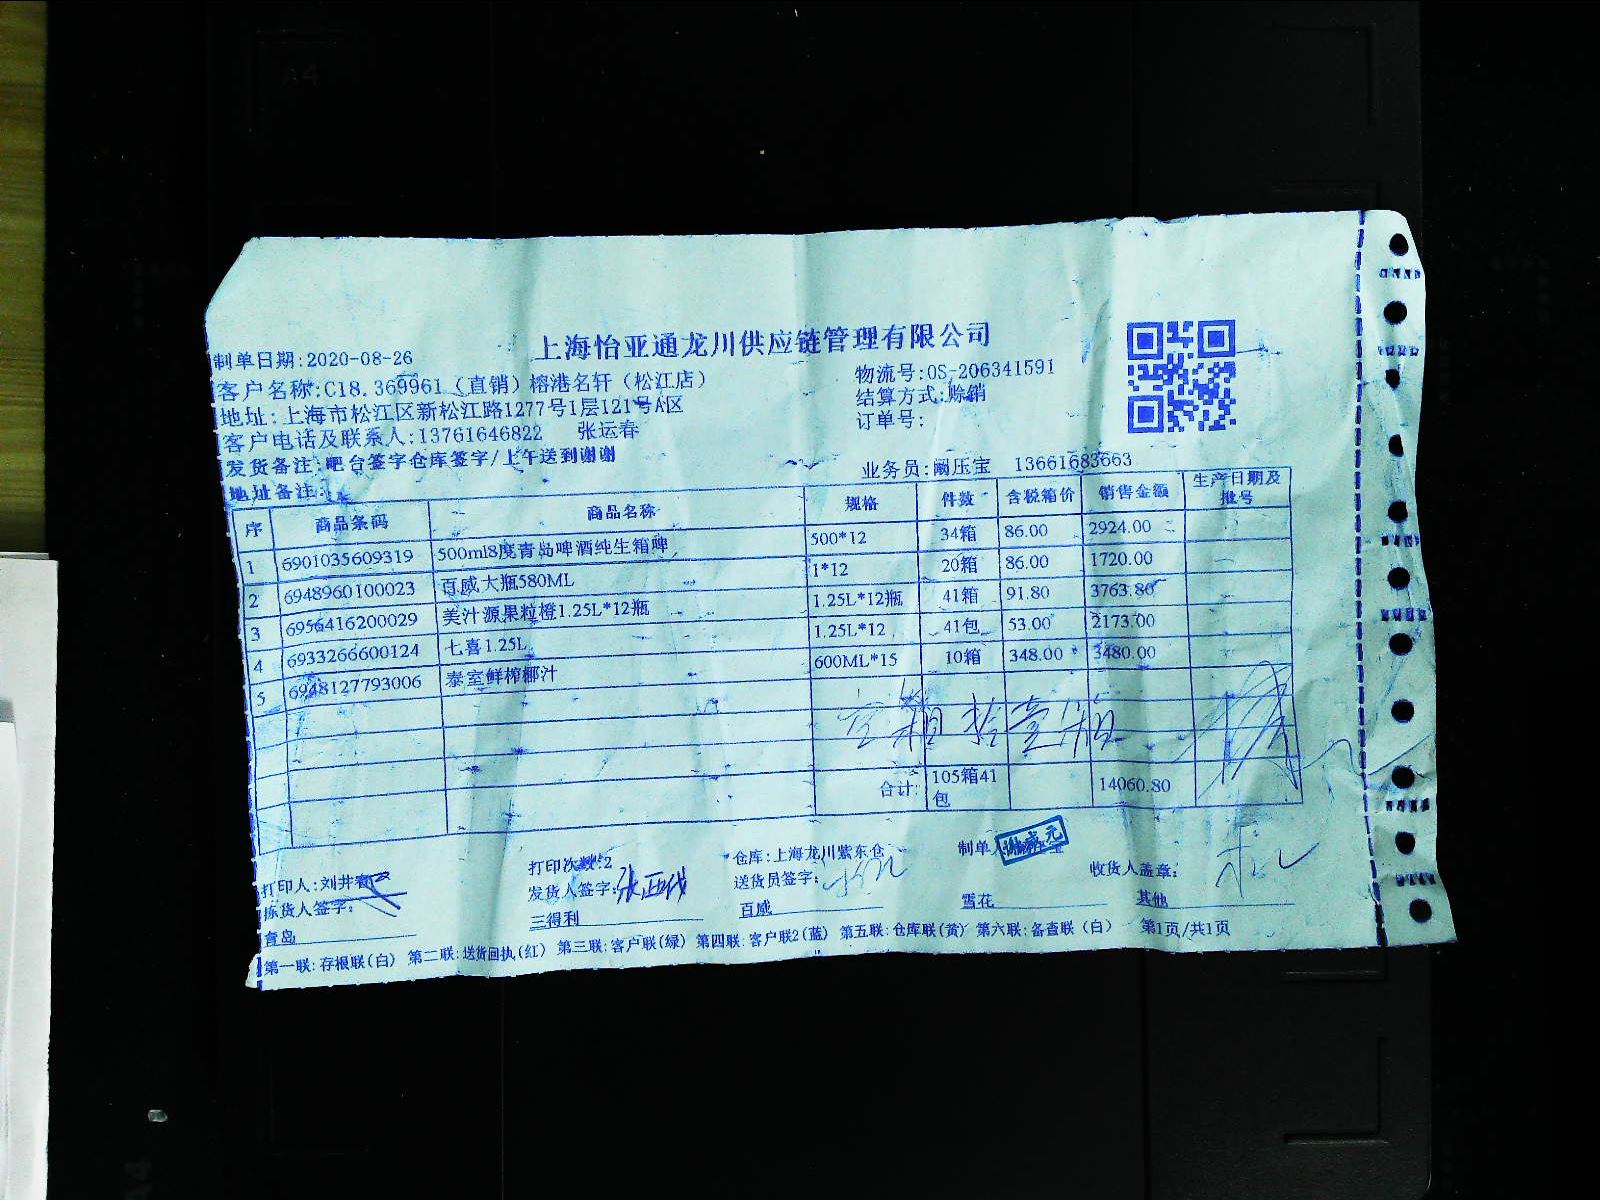 上海怡亚通龙川供应链管理有限公司
制单日期:2020-08-26
客户名称:C18.369961（直销）榕港名轩（松江店） 物流号:OS-206341591
地址:上海市松江区新松江路1277号1层121号A区 结算方式:赊销
客户电话及联系人:13761646822 张运春 订单号:
发货备注:吧台签字仓库签字/上午送到谢谢 业务员:阚压宝 13661683663
地址备注:
序 商品条码 商品名称 规格 件数 含税箱价 销售金额 生产日期及批号
1 6901035609319 500ml8度青岛啤酒纯生箱啤 500*12 34箱 86.00 2924.00
2 6948960100023 百威大瓶580ML 1*12 20箱 86.00 1720.00
3 6956416200029 美汁源果粒橙1.25L*12瓶 1.25L*12瓶 41箱 91.80 3763.80
4 6933266600124 七喜1.25L 1.25L*12 41包 53.00 2173.00
5 6948127793006 泰室鲜榨椰汁 600ML*15 10箱 348.00 3480.00
箱拾壹箱
合计: 105箱41包 14060.80
打印次数:2 仓库:上海龙川紫东仓 制单人
打印人:刘井春 发货人签字: 送货员签字: 收货人盖章:
拣货人签字:
青岛 三得利 百威 雪花 其他
第一联:存根联(白) 第二联:送货回执(红) 第三联:客户联(绿) 第四联:客户联2(蓝) 第五联:仓库联(黄) 第六联:备查联（白） 第1页/共1页